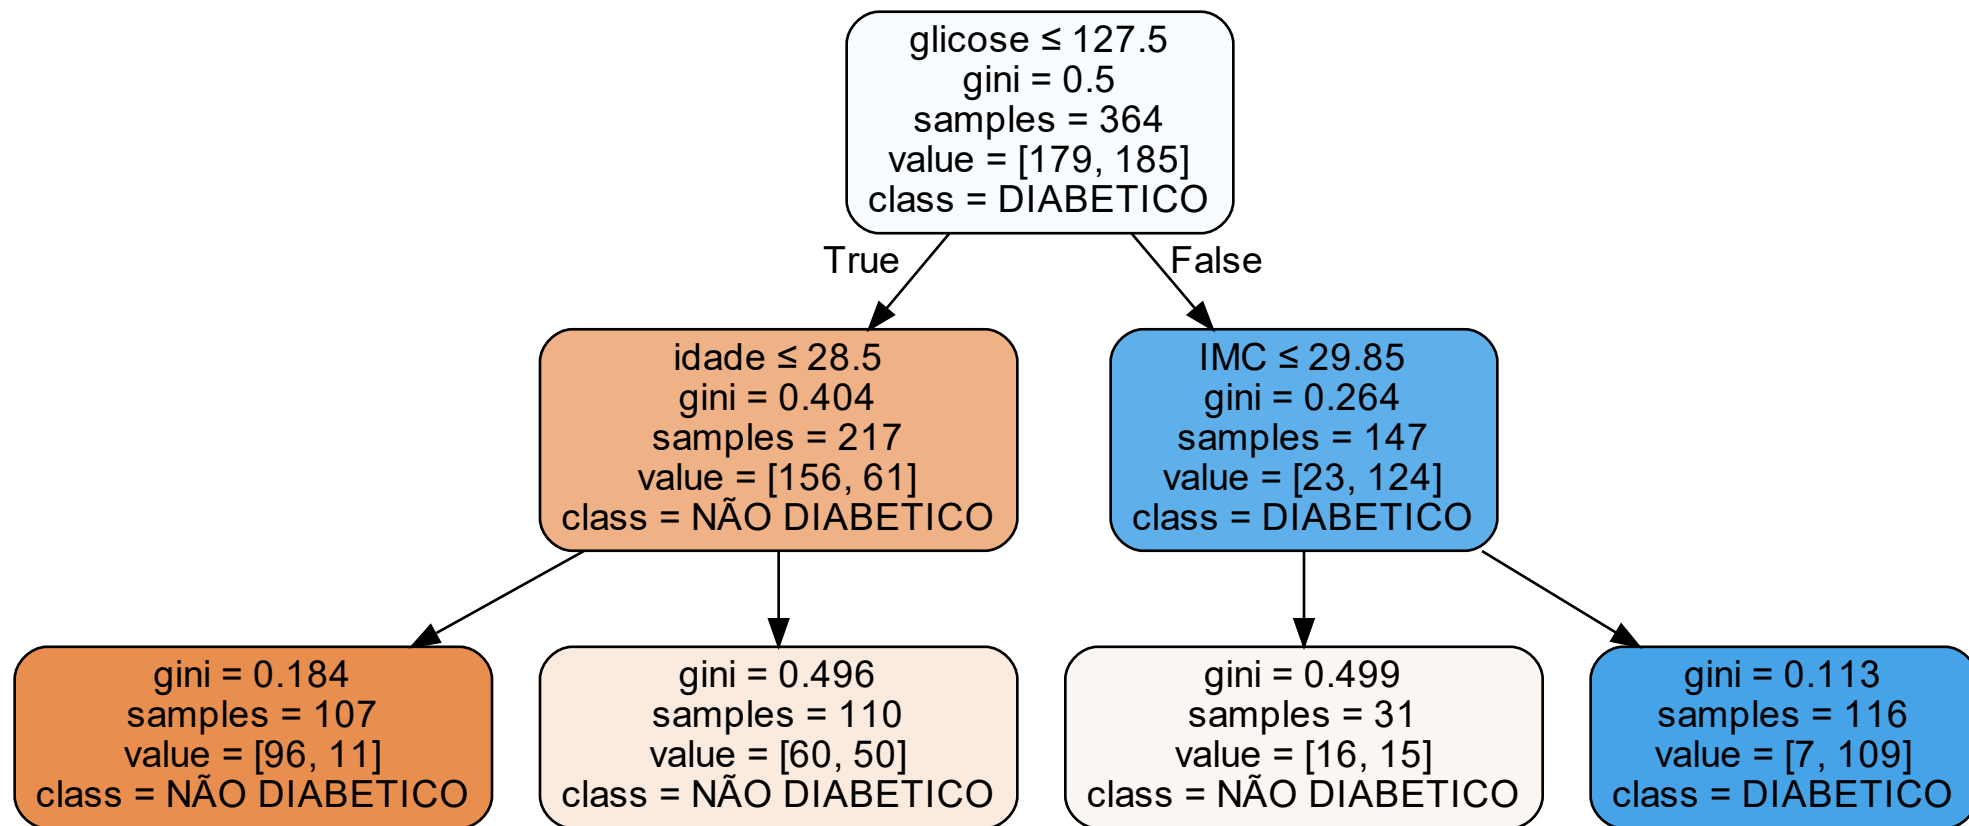 glicose ≤ 127.5
gini = 0.5
samples = 364
value = [179, 185]
class = DIABETICO
True
False
idade ≤ 28.5
gini = 0.404
samples = 217
value = [156, 61]
class = NÃO DIABETICO
IMC ≤ 29.85
gini = 0.264
samples = 147
value = [23, 124]
class = DIABETICO
gini = 0.184
samples = 107
value = [96, 11]
class = NÃO DIABETICO
gini = 0.496
samples = 110
value = [60, 50]
class = NÃO DIABETICO
gini = 0.499
samples = 31
value = [16, 15]
class = NÃO DIABETICO
gini = 0.113
samples = 116
value = [7, 109]
class = DIABETICO